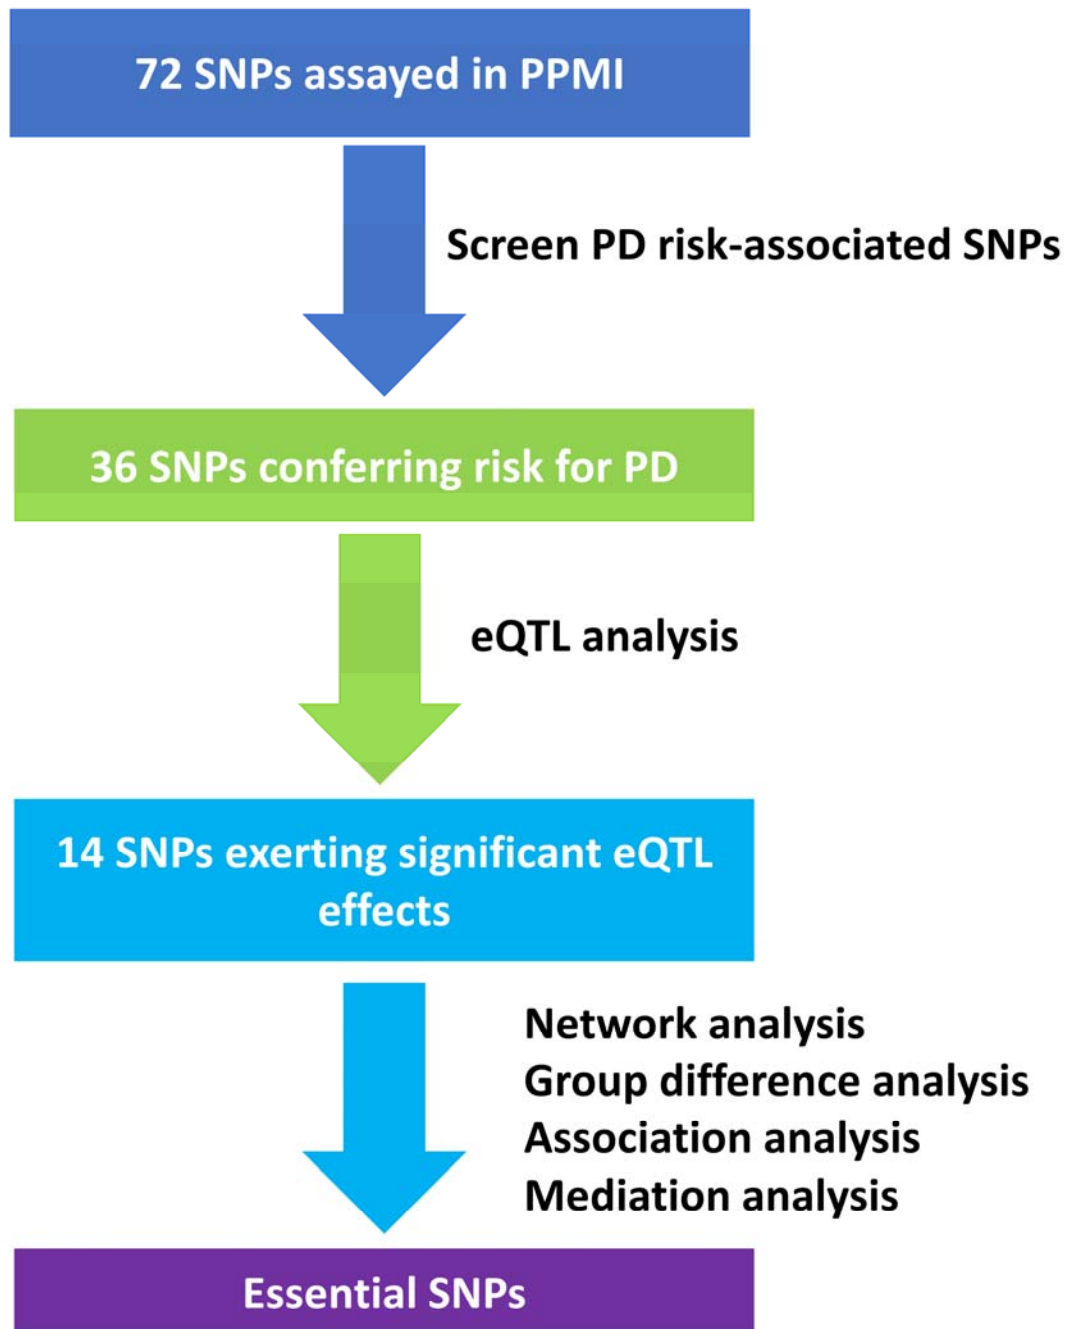 72 SNPs assayed in PPMI
Screen PD risk-associated SNPs
36 SNPs conferring risk for PD
eQTL analysis
14 SNPs exerting significant eQTL
effects
Network analysis
Group difference analysis
Association analysis
Mediation analysis
Essential SNPs